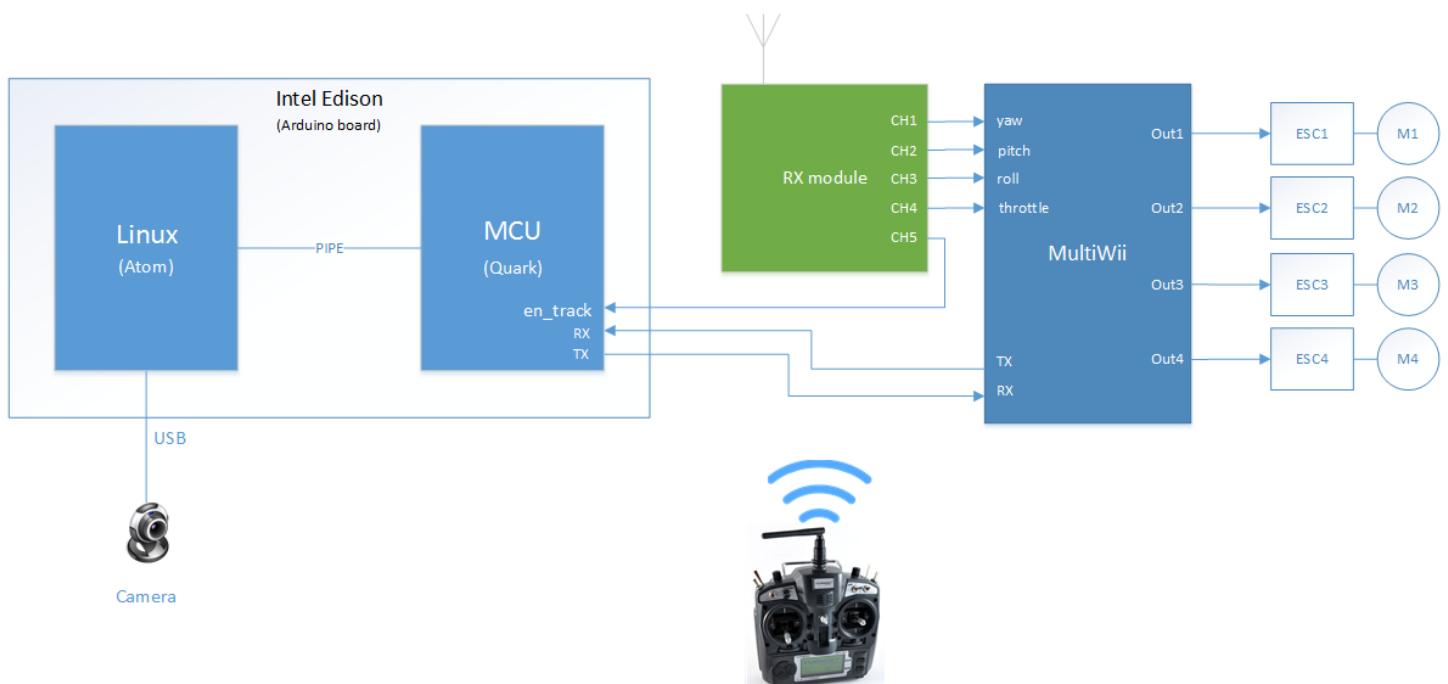 Intel Edison
(Arduino board)
Linux
(Atom)
PIPE
MCU
(Quark)
en_track
RX
TX
USB
Camera
RX module
CH1
CH2
CH3
CH4
CH5
yaw
pitch
roll
throttle
MultiWii
TX
RX
Out1
Out2
Out3
Out4
ESC1
M1
ESC2
M2
ESC3
M3
ESC4
M4